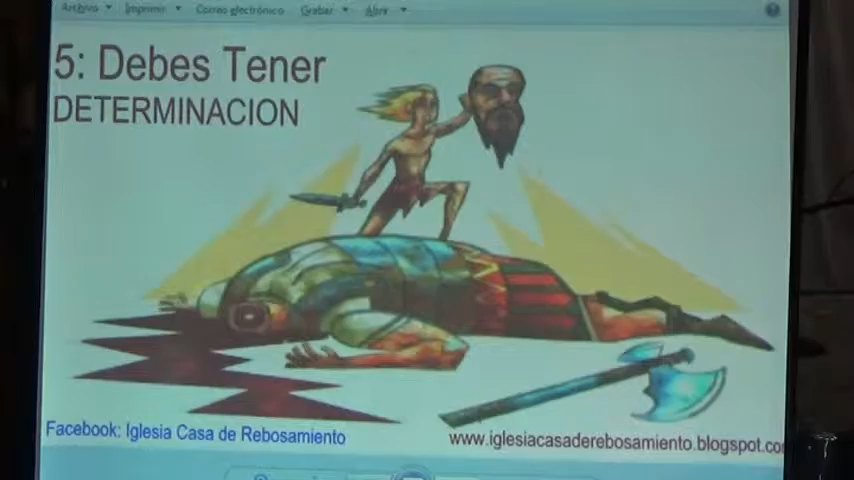 Archivo Imprimir Correo electrónico Grabar Abrir
5: Debes Tener
DETERMINACION
Facebook: Iglesia Casa de Rebosamiento
www.iglesiacasaderebosamiento.blogspot.co